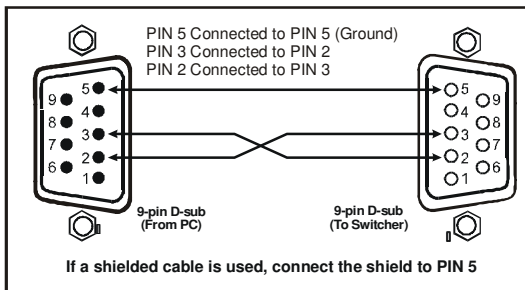 PIN 5 Connected to PIN 5 (Ground)
PIN 3 Connected to PIN 2
PIN 2 Connected to PIN 3
5
9
4
8
3
7
2
6
1
5
9
4
8
3
7
2
6
1
9-pin D-sub
(From PC)
9-pin D-sub
(To Switcher)
If a shielded cable is used, connect the shield to PIN 5